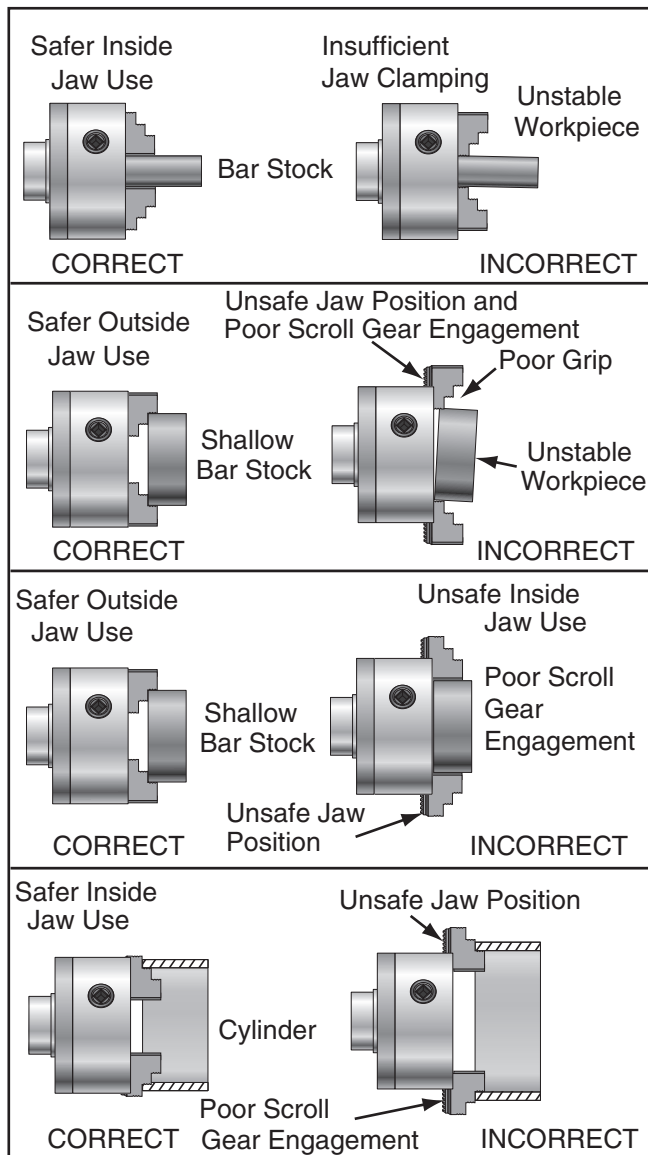 Safer Inside
Jaw Use
Insufficient
Jaw Clamping
Unstable
Workpiece
Bar Stock
CORRECT
INCORRECT
Safer Outside
Jaw Use
Unsafe Jaw Position and
Poor Scroll Gear Engagement
Poor Grip
Shallow
Bar Stock
Unstable
Workpiece
CORRECT
INCORRECT
Safer Outside
Jaw Use
Unsafe Inside
Jaw Use
Shallow
Bar Stock
Poor Scroll
Gear
Engagement
Unsafe Jaw
Position
CORRECT
INCORRECT
Safer Inside
Jaw Use
Unsafe Jaw Position
Cylinder
Poor Scroll
Gear Engagement
CORRECT
INCORRECT